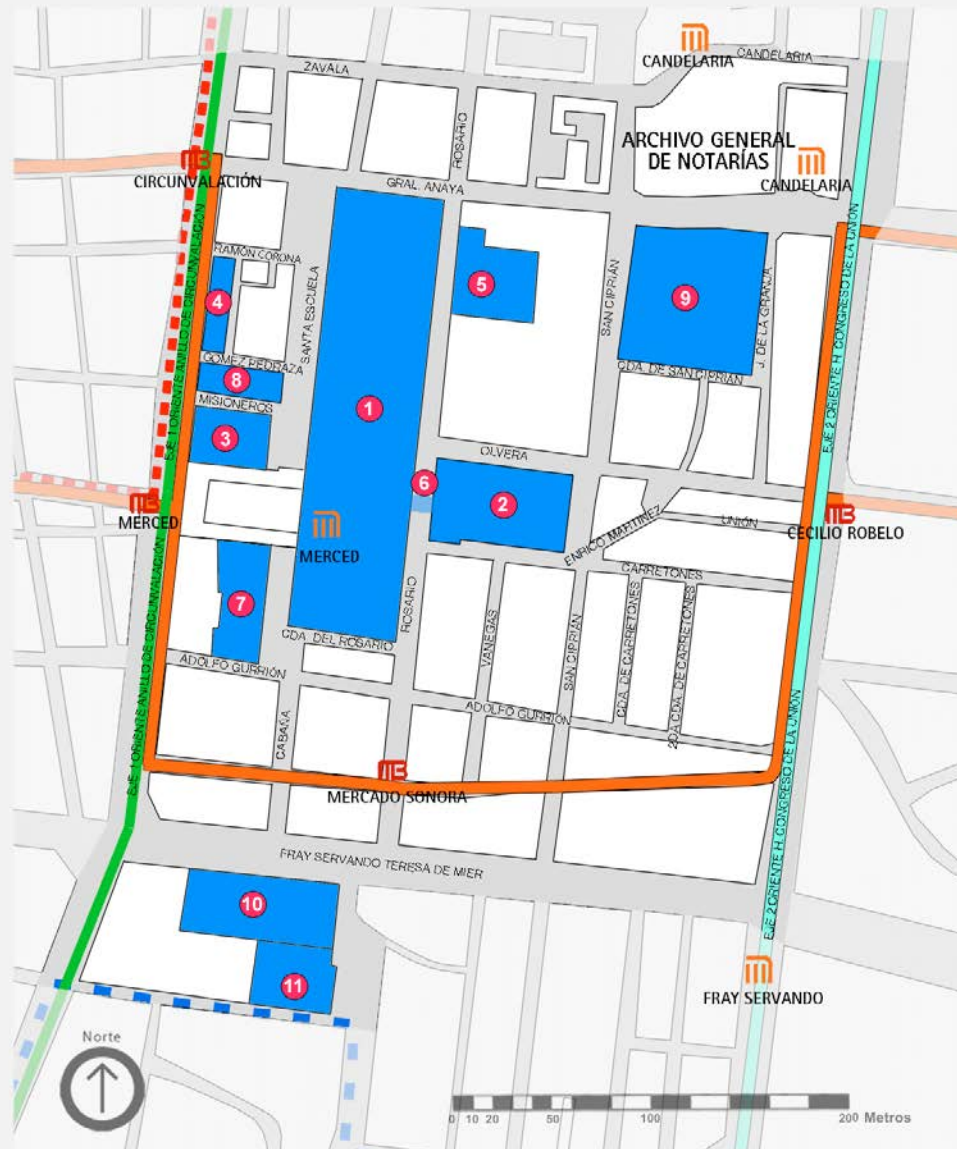 CANDELARIA
CANDELARIA
ZAVALA
ROSARIO
ARCHIVO GENERAL
DE NOTARÍAS
CANDELARIA
CIRCUNVALACIÓN
GRAL. ANAYA
EJE 1 ORIENTE ANILLO DE CIRCUNVALACIÓN
RAMÓN CORONA
SANTA ESCUELA
SAN CIPRIÁN
J. DE LA GRANJA
EJE 2 ORIENTE H. CONGRESO DE LA UNIÓN
5
9
4
GÓMEZ PEDRAZA
CDA. DE SAN CIPRIÁN
8
MISIONEROS
1
3
OLVERA
6
2
MERCED
MERCED
ENRICO MARTÍNEZ
UNIÓN
CECILIO ROBELO
CARRETONES
7
ROSARIO
VANEGAS
SAN CIPRIÁN
CDA. DE CARRETONES
2DA CDA. DE CARRETONES
CDA. DEL ROSARIO
ADOLFO GURRIÓN
ADOLFO GURRIÓN
CABAÑA
EJE 1 ORIENTE ANILLO DE CIRCUNVALACIÓN
MERCADO SONORA
EJE 2 ORIENTE H. CONGRESO DE LA UNIÓN
FRAY SERVANDO TERESA DE MIER
10
11
FRAY SERVANDO
Norte
0 10 20 50 100 200 Metros